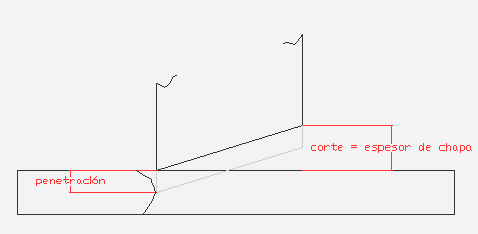 corte = espesor de chapa
penetración